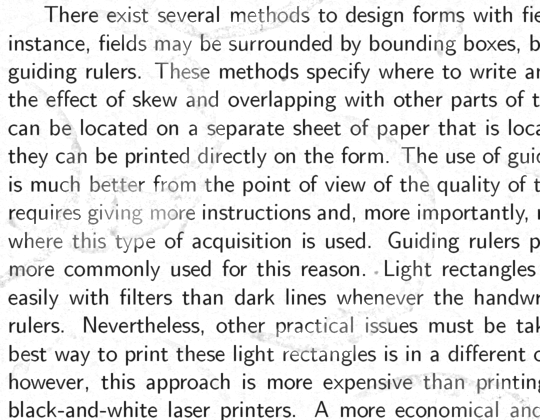 There exist several methods to design forms with fie
instance, fields may be surrounded by bounding boxes, b
guiding rulers. These methods specify where to write an
the effect of skew and overlapping with other parts of t
can be located on a separate sheet of paper that is loca
they can be printed directly on the form. The use of guid
is much better from the point of view of the quality of t
requires giving more instructions and, more importantly, r
where this type of acquisition is used. Guiding rulers p
more commonly used for this reason. Light rectangles
easily with filters than dark lines whenever the handwr
rulers. Nevertheless, other practical issues must be tak
best way to print these light rectangles is in a different c
however, this approach is more expensive than printing
black-and-white laser printers. A more economical and